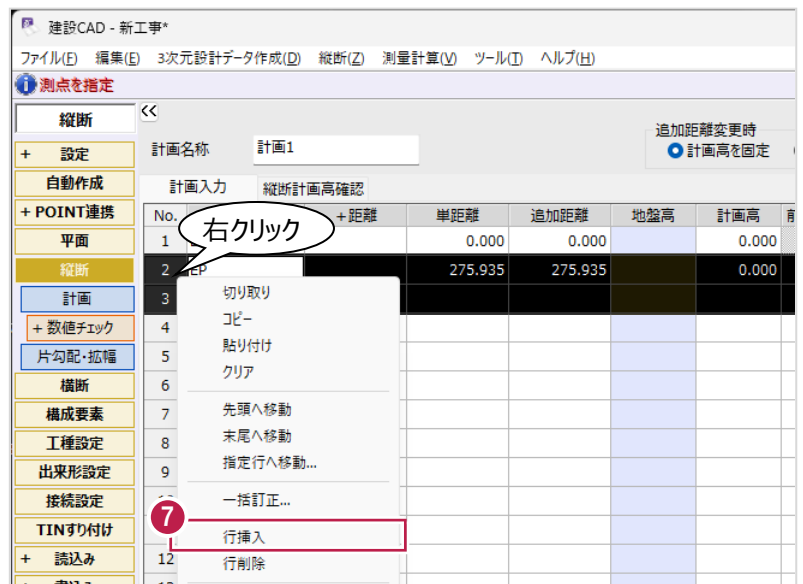 建設CAD - 新工事*
ファイル(F) 編集(E) 3次元設計データ作成(D) 縦断(Z) 測量計算(V) ツール(T) ヘルプ(H)
測点を指定
縦断
+ 設定
自動作成
+ POINT連携
平面
縦断
計画
+ 数値チェック
片勾配・拡幅
横断
構成要素
工種設定
出来形設定
接続設定
TINすり付け
+ 読込み
<<
追加距離変更時
計画名称 計画1 計画高を固定
計画入力 縦断計画高確認
No. +距離 単距離 追加距離 地盤高 計画高
1 0.000 0.000 0.000
2 EP 275.935 275.935 0.000
3
4
5
6
7
8
9
12
右クリック
切り取り
コピー
貼り付け
クリア
先頭へ移動
末尾へ移動
指定行へ移動...
一括訂正...
7
行挿入
行削除